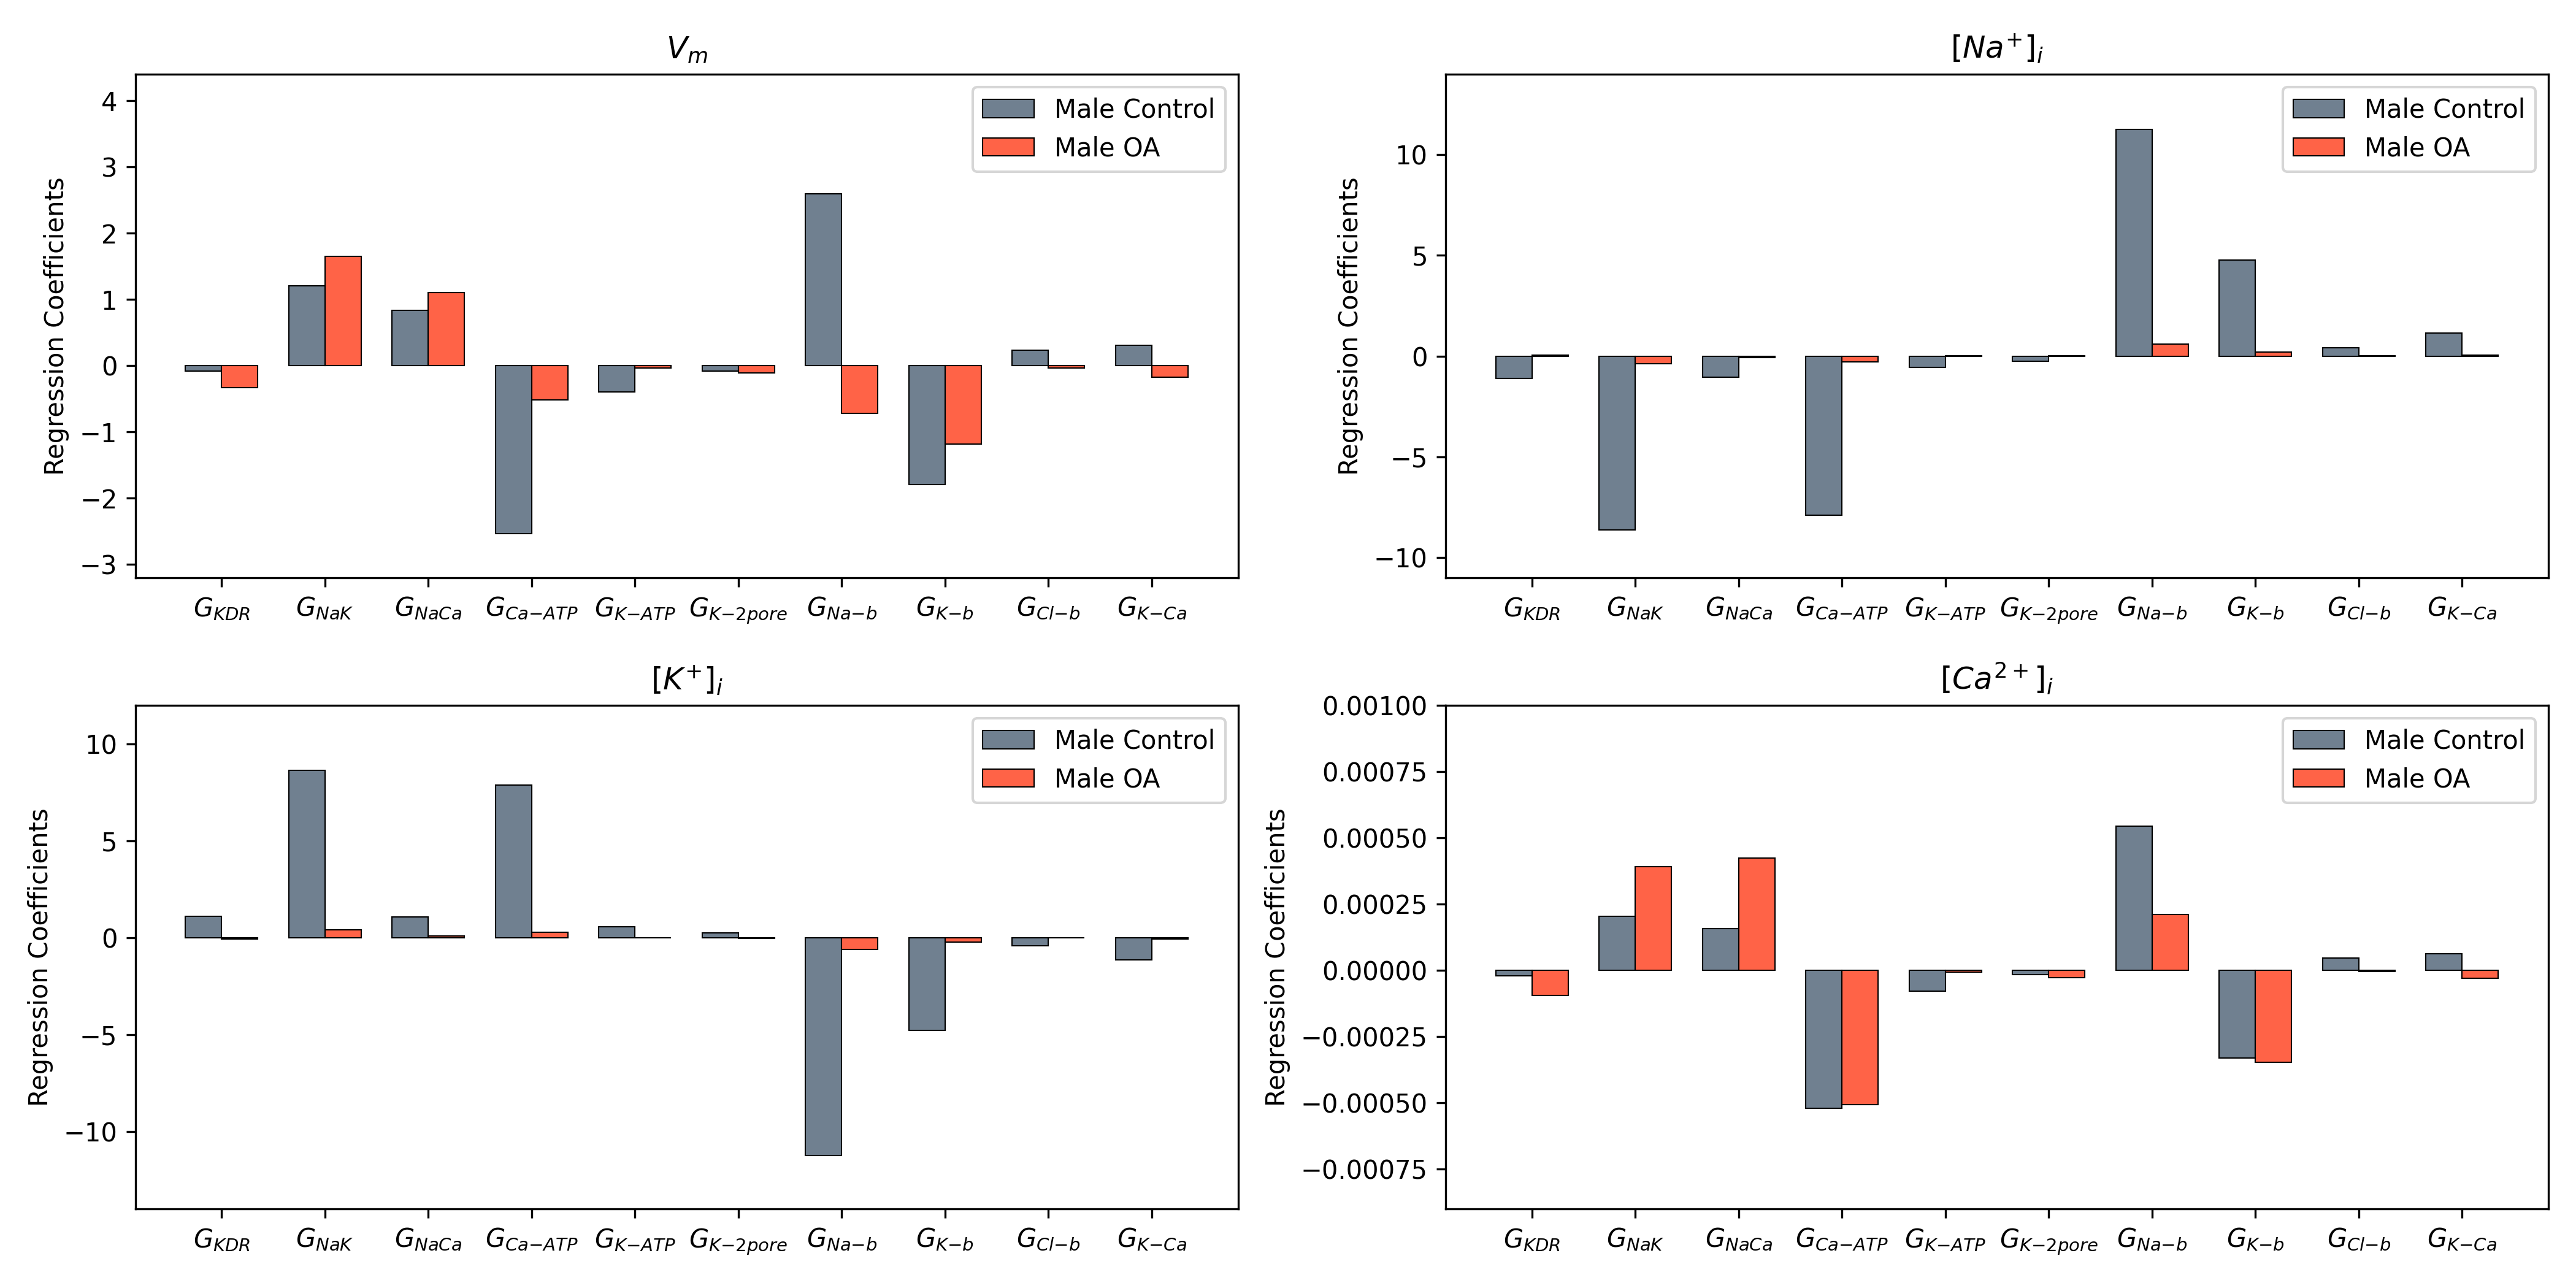 V_m
Regression Coefficients
4
3
2
1
0
−1
−2
−3
Male Control
Male OA
G_KDR G_NaK G_NaCa G_Ca−ATP G_K−ATP G_K−2pore G_Na−b G_K−b G_Cl−b G_K−Ca
[Na⁺]_i
Regression Coefficients
10
5
0
−5
−10
Male Control
Male OA
G_KDR G_NaK G_NaCa G_Ca−ATP G_K−ATP G_K−2pore G_Na−b G_K−b G_Cl−b G_K−Ca
[K⁺]_i
Regression Coefficients
10
5
0
−5
−10
Male Control
Male OA
G_KDR G_NaK G_NaCa G_Ca−ATP G_K−ATP G_K−2pore G_Na−b G_K−b G_Cl−b G_K−Ca
[Ca²⁺]_i
Regression Coefficients
0.00100
0.00075
0.00050
0.00025
0.00000
−0.00025
−0.00050
−0.00075
Male Control
Male OA
G_KDR G_NaK G_NaCa G_Ca−ATP G_K−ATP G_K−2pore G_Na−b G_K−b G_Cl−b G_K−Ca